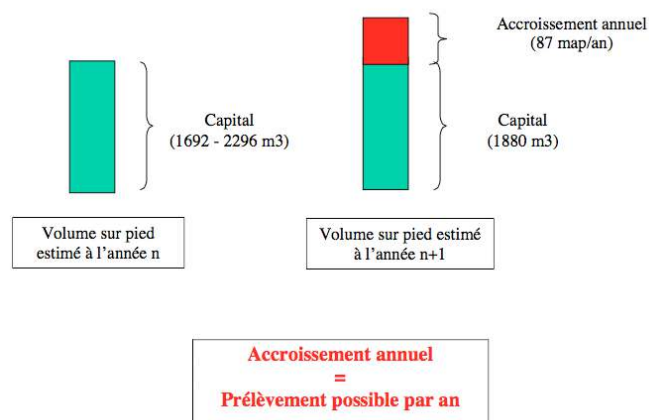 Accroissement annuel
(87 map/an)
Capital
(1692 - 2296 m3)
Capital
(1880 m3)
Volume sur pied
estimé à l'année n
Volume sur pied estimé
à l'année n+1
Accroissement annuel
=
Prélèvement possible par an